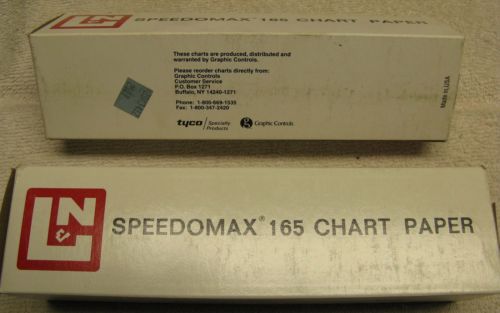 SPEEDOMAX 165 CHART PAPER
These charts are produced, distributed and
warranted by Graphic Controls.
Please reorder charts directly from:
Graphic Controls
Customer Service
P.O. Box 1271
Buffalo, NY 14240-1271
Phone: 1-800-669-1535
Fax: 1-800-347-2420
tyco / Specialty
Products
Graphic Controls
Made in USA
L&N
SPEEDOMAX® 165 CHART PAPER